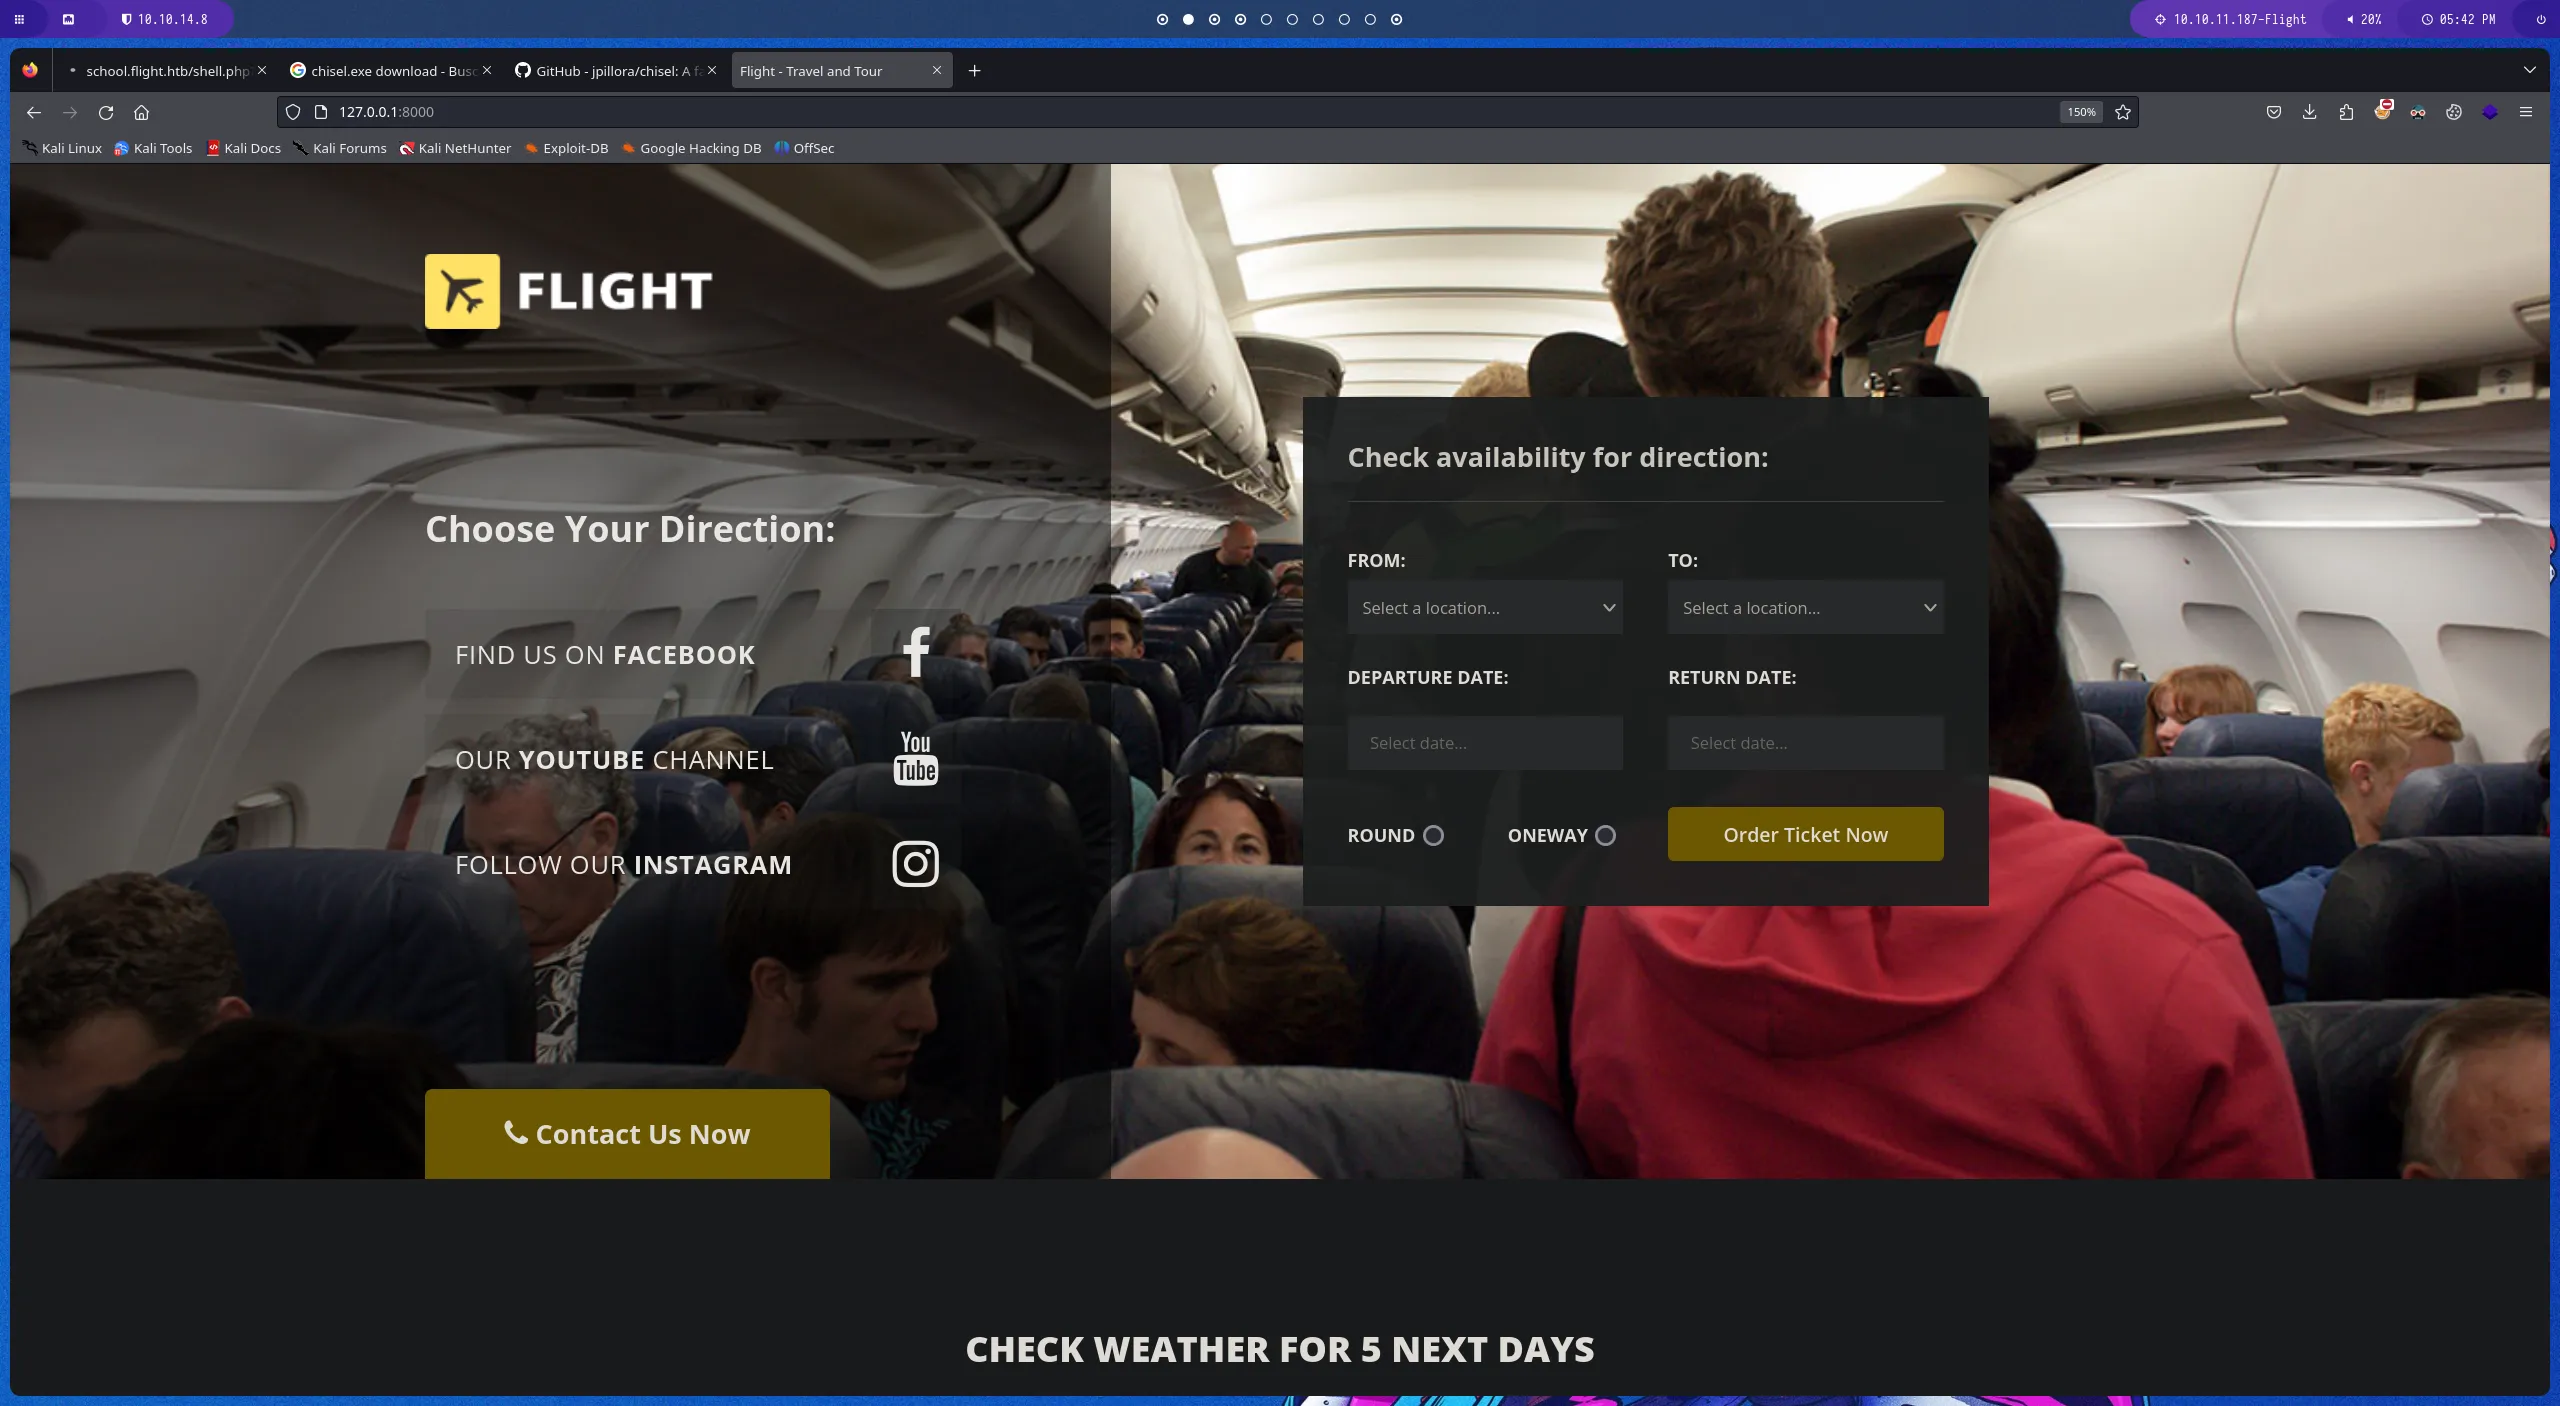 10.10.14.8
10.10.11.187-Flight
20%
05:42 PM
school.flight.htb/shell.php
chisel.exe download - Busc
GitHub - jpillora/chisel: A fa
Flight - Travel and Tour
127.0.0.1:8000
150%
Kali Linux
Kali Tools
Kali Docs
Kali Forums
Kali NetHunter
Exploit-DB
Google Hacking DB
OffSec
FLIGHT
Choose Your Direction:
FIND US ON FACEBOOK
OUR YOUTUBE CHANNEL
You
Tube
FOLLOW OUR INSTAGRAM
Contact Us Now
Check availability for direction:
FROM:
TO:
Select a location...
Select a location...
DEPARTURE DATE:
RETURN DATE:
Select date...
Select date...
ROUND
ONEWAY
Order Ticket Now
CHECK WEATHER FOR 5 NEXT DAYS